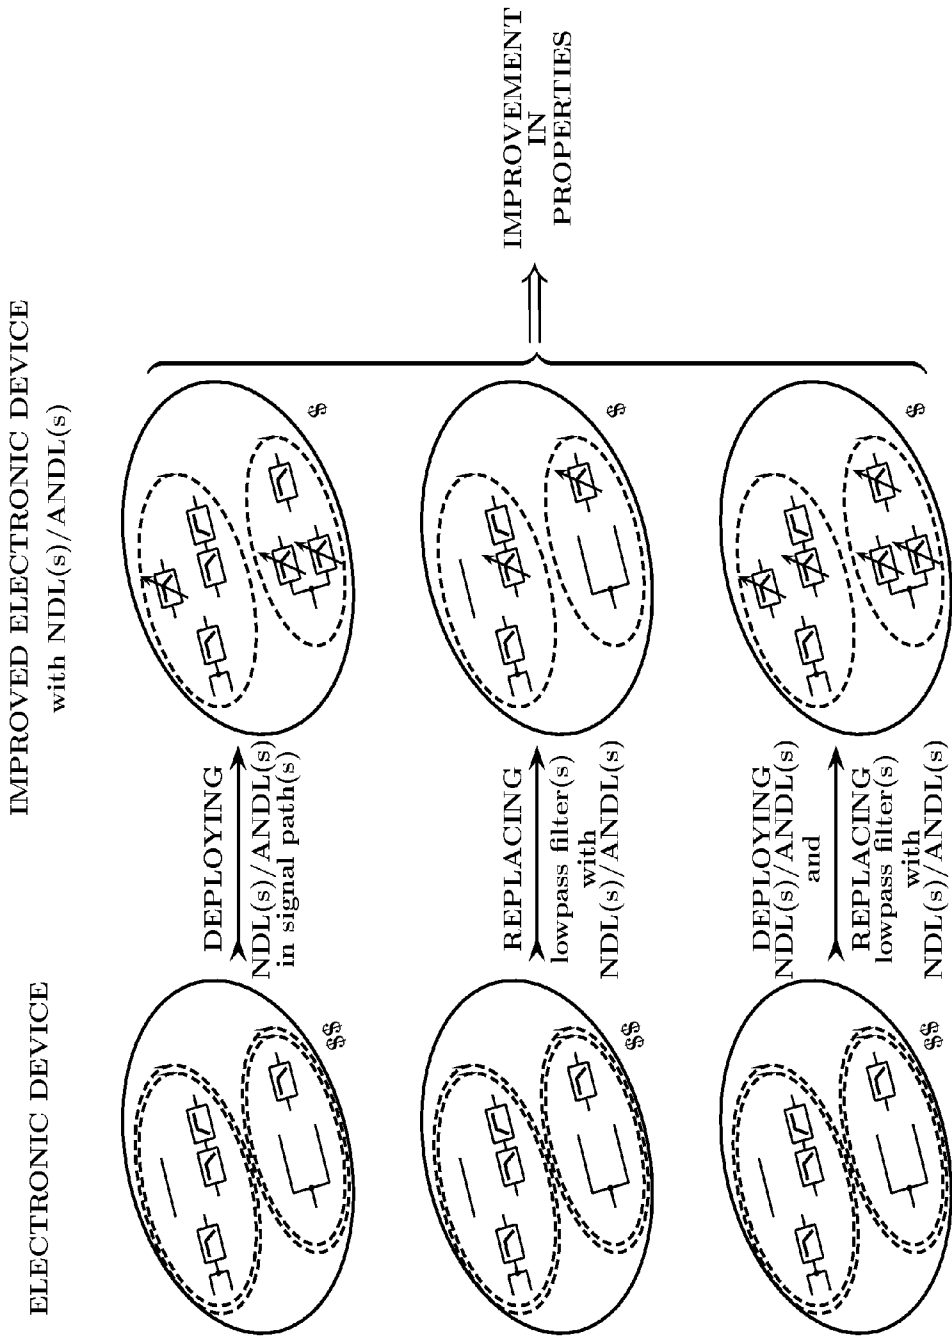 ELECTRONIC DEVICE
IMPROVED ELECTRONIC DEVICE
with NDL(s)/ANDL(s)
$$
DEPLOYING
NDL(s)/ANDL(s)
in signal path(s)
$
$$
REPLACING
lowpass filter(s)
with
NDL(s)/ANDL(s)
$
$$
DEPLOYING
NDL(s)/ANDL(s)
and
REPLACING
lowpass filter(s)
with
NDL(s)/ANDL(s)
$
IMPROVEMENT
IN
PROPERTIES